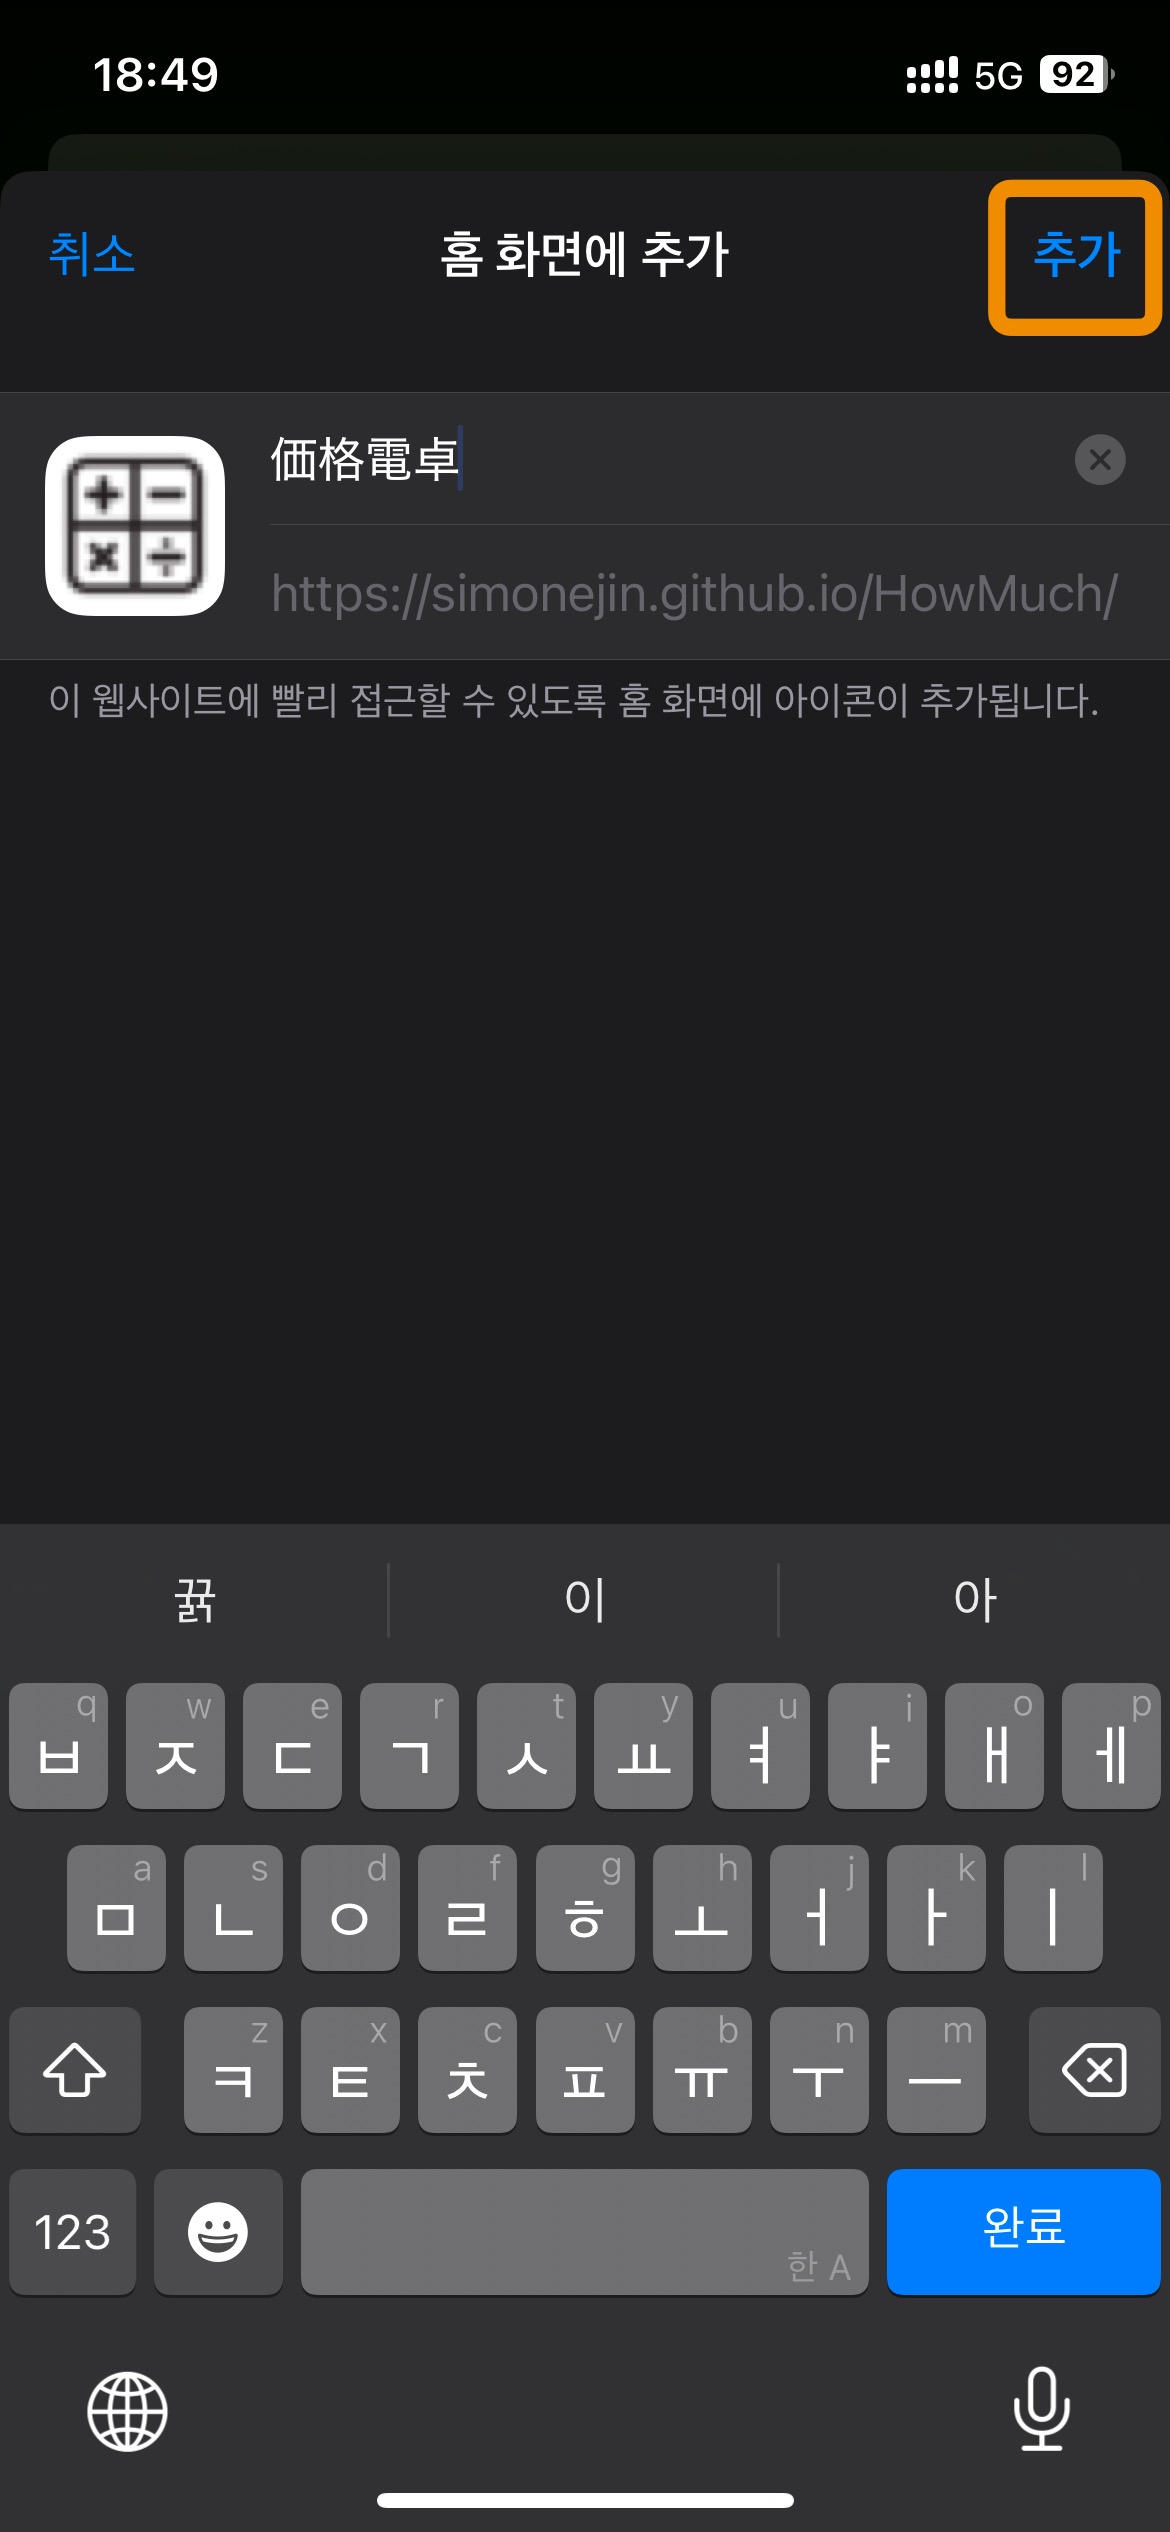 18:49
5G 92
취소 홈 화면에 추가 추가
価格電卓
https://simonejin.github.io/HowMuch/
이 웹사이트에 빨리 접근할 수 있도록 홈 화면에 아이콘이 추가됩니다.
뀱 이 아
q w e r t y u i o p
ㅂ ㅈ ㄷ ㄱ ㅅ ㅛ ㅕ ㅑ ㅐ ㅔ
a s d f g h j k l
ㅁ ㄴ ㅇ ㄹ ㅎ ㅗ ㅓ ㅏ ㅣ
z x c v b n m
ㅋ ㅌ ㅊ ㅍ ㅠ ㅜ ㅡ
123 한 A 완료